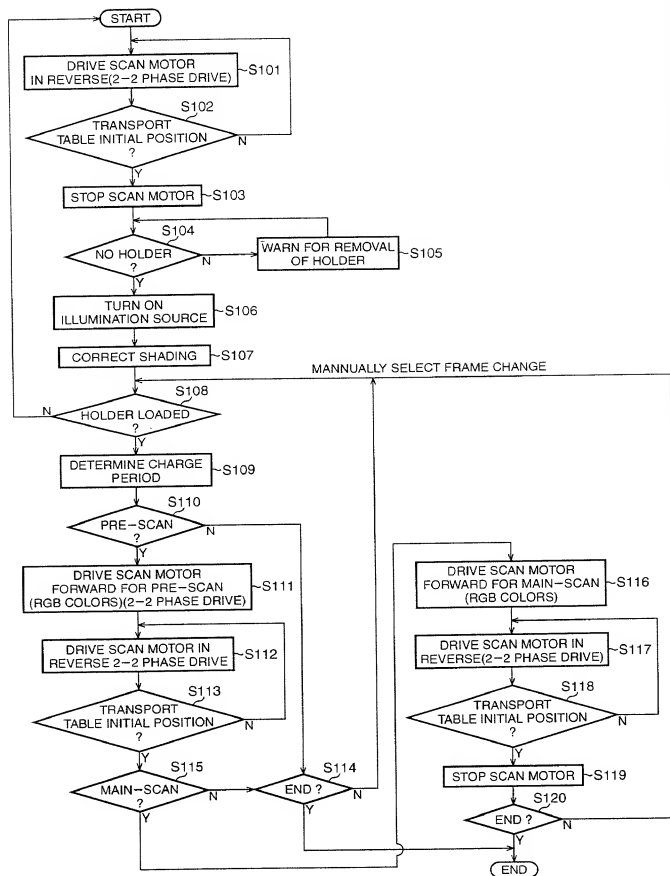 START
DRIVE SCAN MOTOR
IN REVERSE(2-2 PHASE DRIVE)
S101
S102
TRANSPORT
TABLE INITIAL POSITION
?
N
Y
STOP SCAN MOTOR
S103
S104
NO HOLDER
?
N
Y
WARN FOR REMOVAL
OF HOLDER
S105
TURN ON
ILLUMINATION SOURCE
S106
CORRECT SHADING
S107
MANNUALLY SELECT FRAME CHANGE
S108
N
HOLDER LOADED
?
Y
DETERMINE CHARGE
PERIOD
S109
S110
PRE-SCAN
?
N
Y
DRIVE SCAN MOTOR
FORWARD FOR PRE-SCAN
(RGB COLORS)(2-2 PHASE DRIVE)
S111
DRIVE SCAN MOTOR IN
REVERSE 2-2 PHASE DRIVE
S112
S113
TRANSPORT
TABLE INITIAL POSITION
?
N
Y
S115
MAIN-SCAN
?
N
Y
S114
END ?
N
Y
DRIVE SCAN MOTOR
FORWARD FOR MAIN-SCAN
(RGB COLORS)
S116
DRIVE SCAN MOTOR IN
REVERSE(2-2 PHASE DRIVE)
S117
S118
TRANSPORT
TABLE INITIAL POSITION
?
N
Y
STOP SCAN MOTOR
S119
S120
END ?
N
Y
END